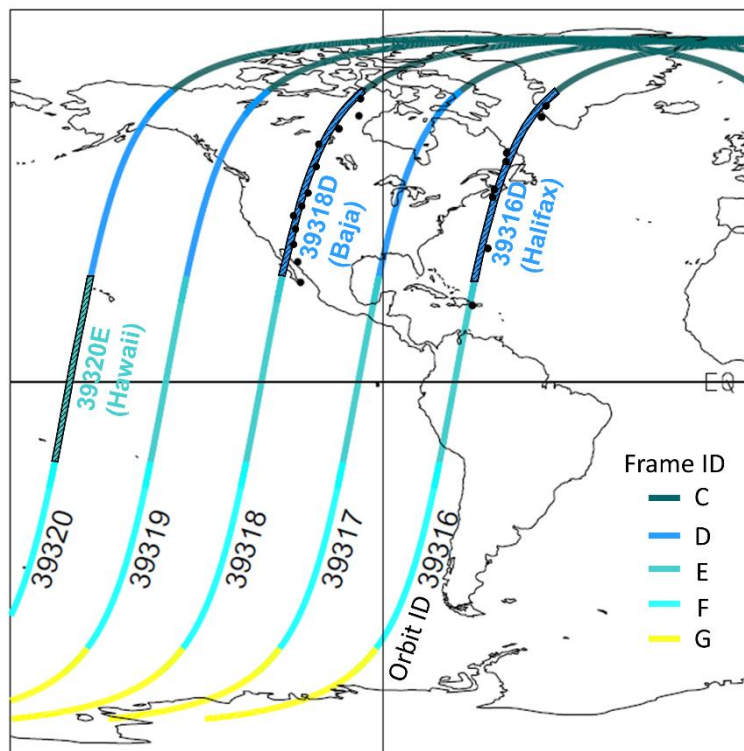 39318D
(Baja)
39316D
(Halifax)
39320E
(Hawaii)
EQ
39320
39319
39318
39317
39316
Orbit ID
Frame ID
C
D
E
F
G